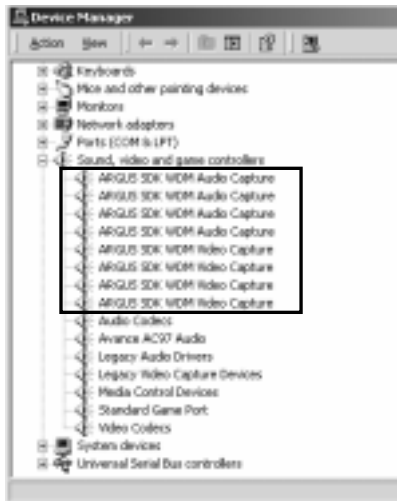 Device Manager
Action View
Keyboards
Mice and other pointing devices
Monitors
Network adapters
Ports (COM & LPT)
Sound, video and game controllers
ARGUS SDK WDM Audio Capture
ARGUS SDK WDM Audio Capture
ARGUS SDK WDM Audio Capture
ARGUS SDK WDM Audio Capture
ARGUS SDK WDM Video Capture
ARGUS SDK WDM Video Capture
ARGUS SDK WDM Video Capture
ARGUS SDK WDM Video Capture
Audio Codecs
Avance AC97 Audio
Legacy Audio Drivers
Legacy Video Capture Devices
Media Control Devices
Standard Game Port
Video Codecs
System devices
Universal Serial Bus controllers